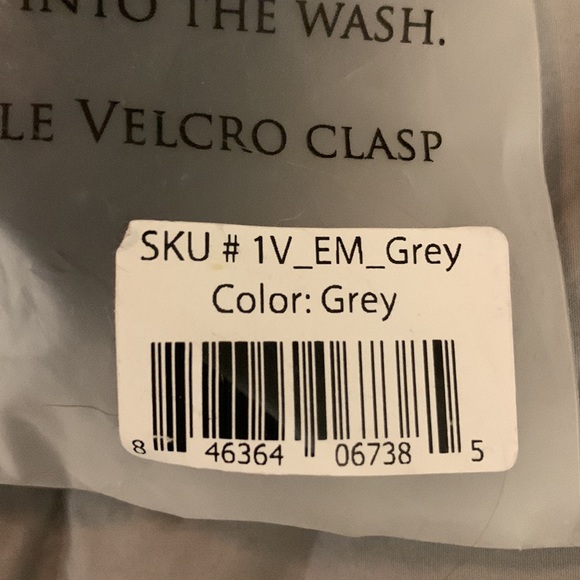 INTO THE WASH.
LE VELCRO CLASP
SKU # 1V_EM_Grey
Color: Grey
8 46364 06738 5